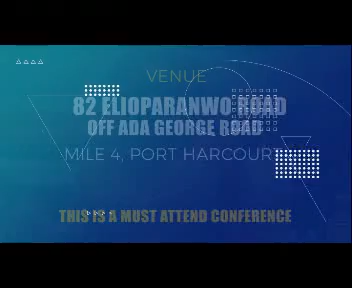 VENUE
82 ELIOPARANWO ROAD
OFF ADA GEORGE ROAD
MILE 4, PORT HARCOURT
THIS IS A MUST ATTEND CONFERENCE